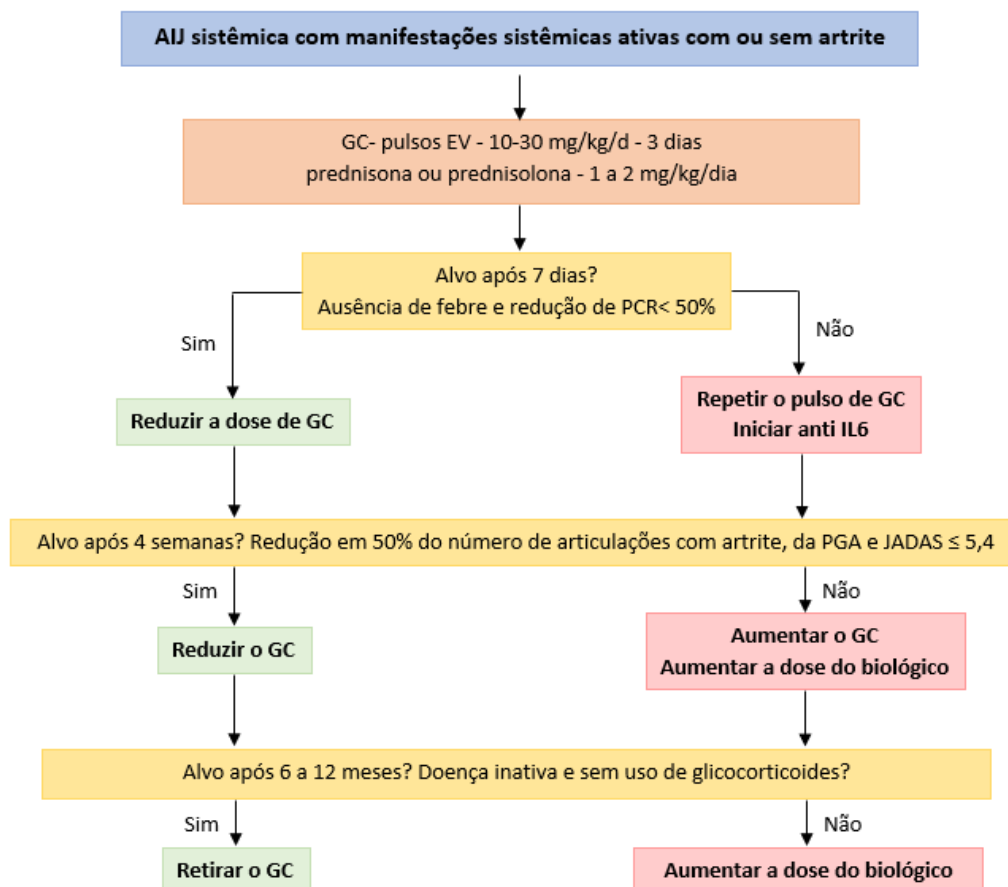 AIJ sistêmica com manifestações sistêmicas ativas com ou sem artrite
GC- pulsos EV - 10-30 mg/kg/d - 3 dias
prednisona ou prednisolona - 1 a 2 mg/kg/dia
Alvo após 7 dias?
Ausência de febre e redução de PCR< 50%
Sim
Não
Reduzir a dose de GC
Repetir o pulso de GC
Iniciar anti IL6
Alvo após 4 semanas? Redução em 50% do número de articulações com artrite, da PGA e JADAS ≤ 5,4
Sim
Não
Reduzir o GC
Aumentar o GC
Aumentar a dose do biológico
Alvo após 6 a 12 meses? Doença inativa e sem uso de glicocorticoides?
Sim
Não
Retirar o GC
Aumentar a dose do biológico